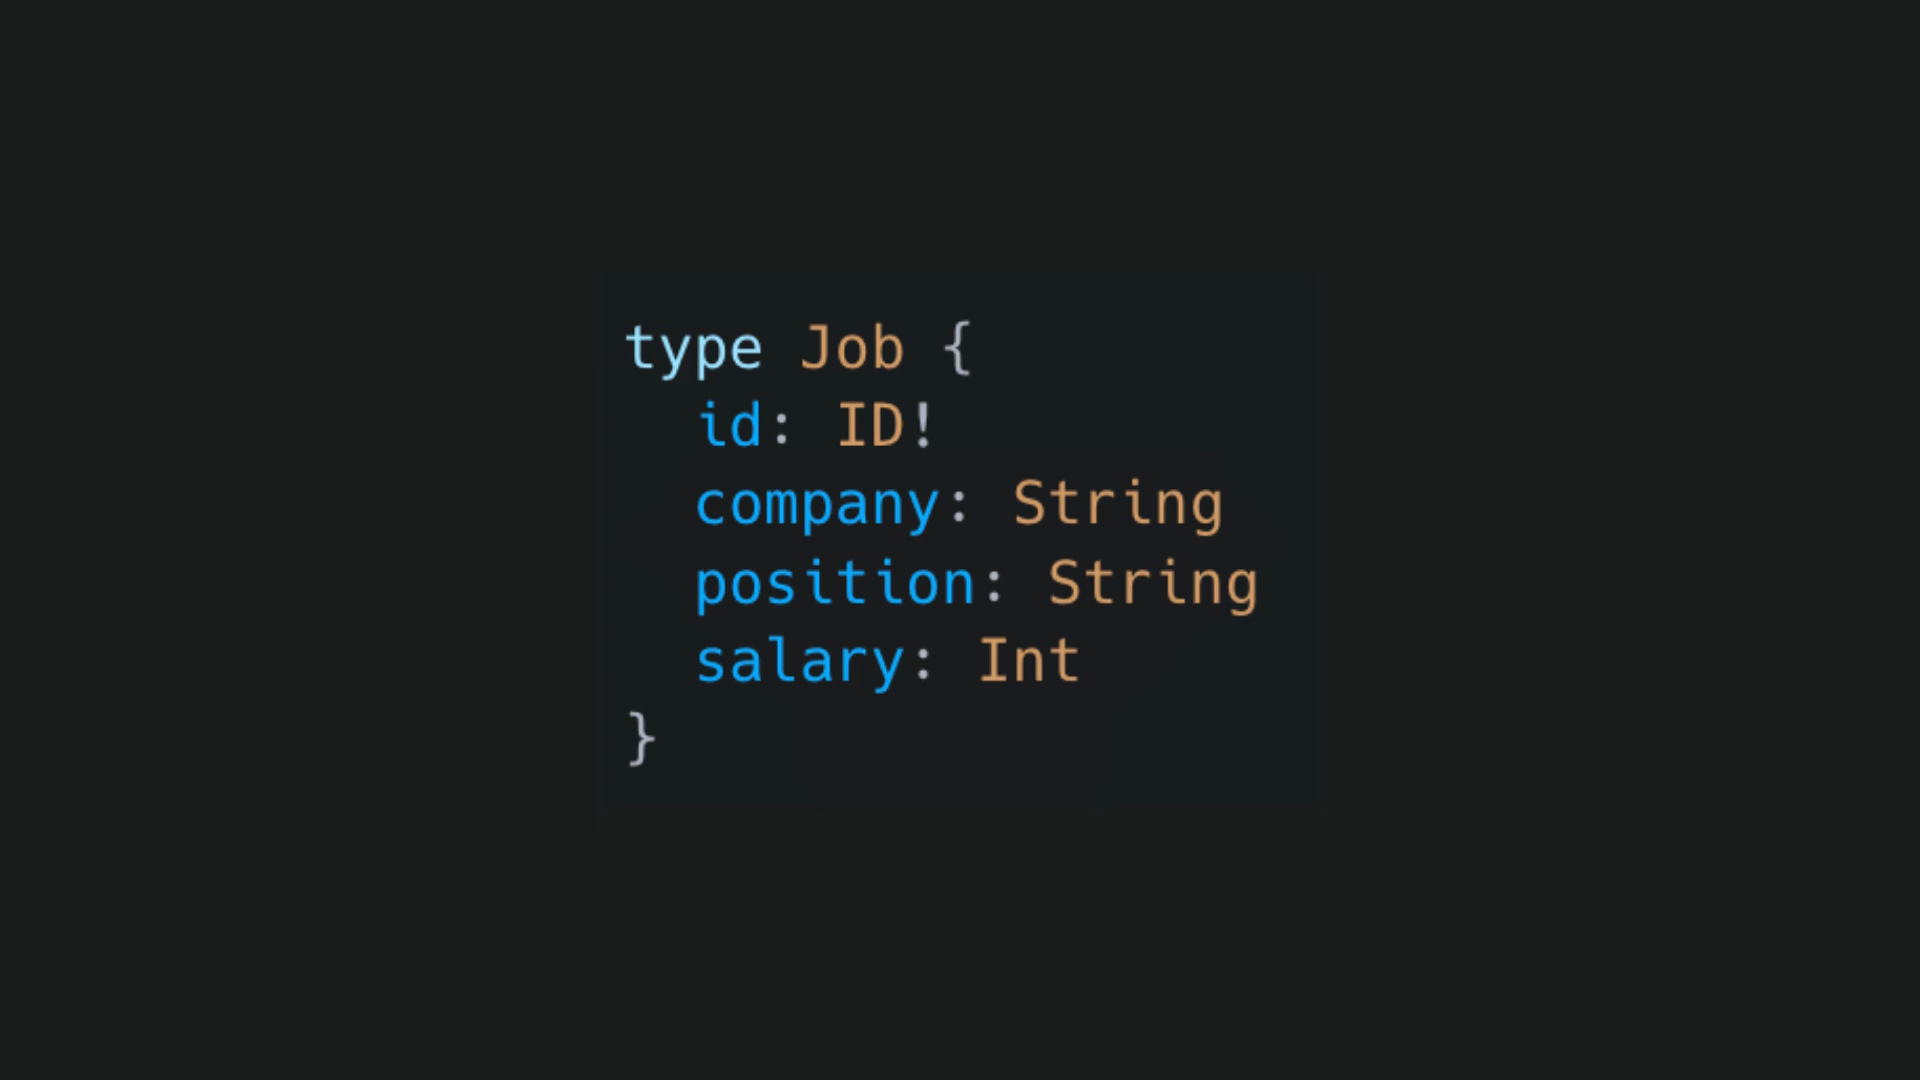 type Job {
  id: ID!
  company: String
  position: String
  salary: Int
}